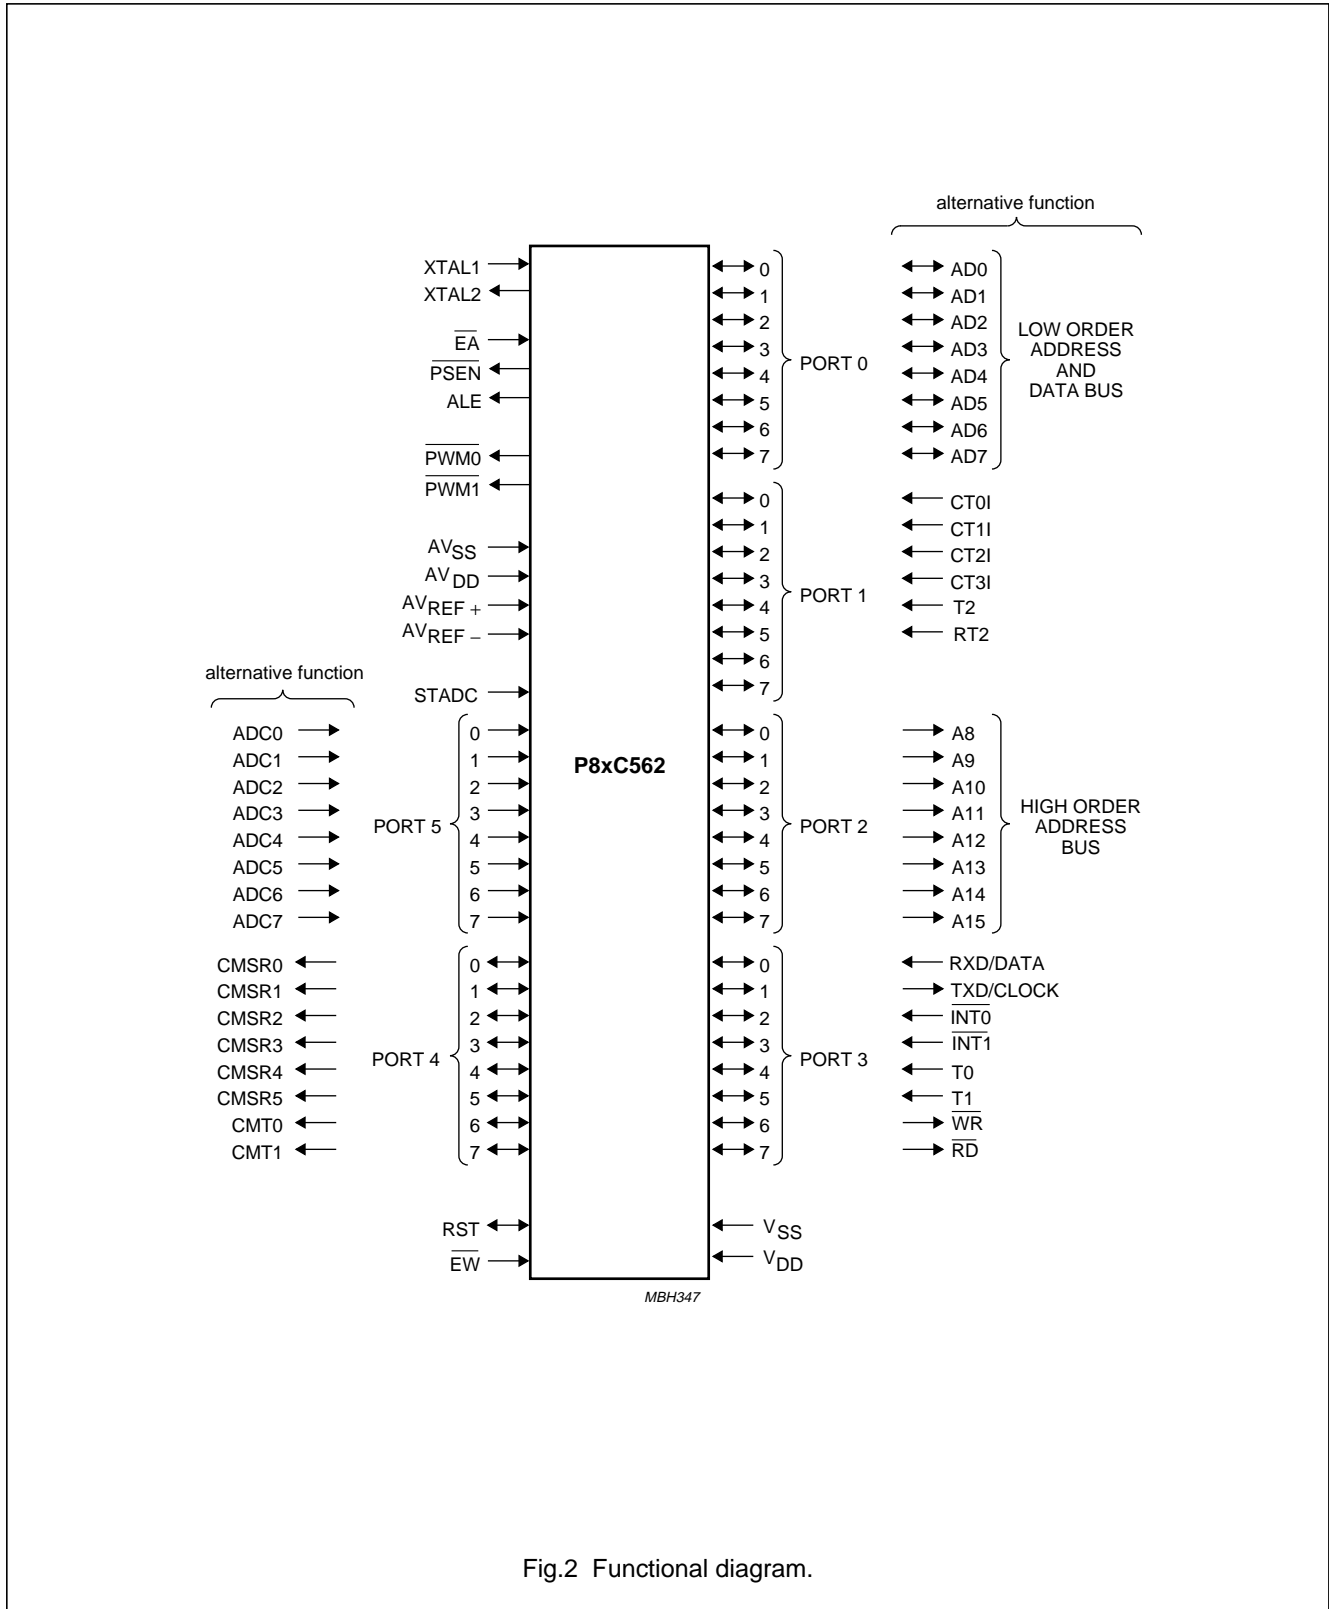 alternative function
XTAL1 0 AD0
XTAL2 1 AD1
2 AD2
EA 3 AD3
PSEN 4 AD4
ALE 5 AD5
6 AD6
PWM0 7 AD7
PORT 0
LOW ORDER
ADDRESS
AND
DATA BUS
PWM1
0 CT0I
1 CT1I
AVSS 2 CT2I
AVDD 3 CT3I
AVREF + 4 T2
AVREF − 5 RT2
6
STADC 7
PORT 1
alternative function
ADC0 0
ADC1 1
ADC2 2
ADC3 3
ADC4 4
ADC5 5
ADC6 6
ADC7 7
PORT 5
P8xC562
0 A8
1 A9
2 A10
3 A11
4 A12
5 A13
6 A14
7 A15
PORT 2
HIGH ORDER
ADDRESS
BUS
CMSR0 0
CMSR1 1
CMSR2 2
CMSR3 3
CMSR4 4
CMSR5 5
CMT0 6
CMT1 7
PORT 4
0 RXD/DATA
1 TXD/CLOCK
2 INT0
3 INT1
4 T0
5 T1
6 WR
7 RD
PORT 3
RST VSS
EW VDD
MBH347
Fig.2 Functional diagram.